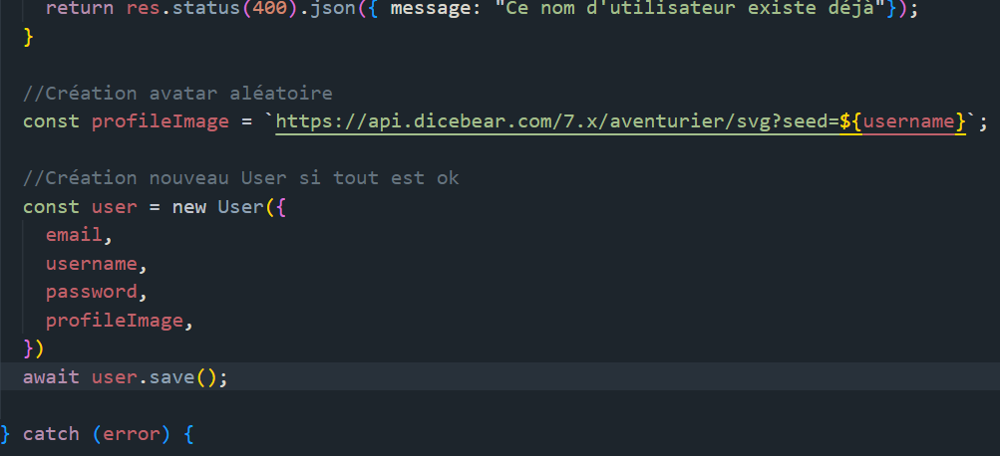 return res.status(400).json({ message: "Ce nom d'utilisateur existe déjà"});
}
//Création avatar aléatoire
const profileImage = `https://api.dicebear.com/7.x/aventurier/svg?seed=${username}`;
//Création nouveau User si tout est ok
const user = new User({
email,
username,
password,
profileImage,
})
await user.save();
} catch (error) {